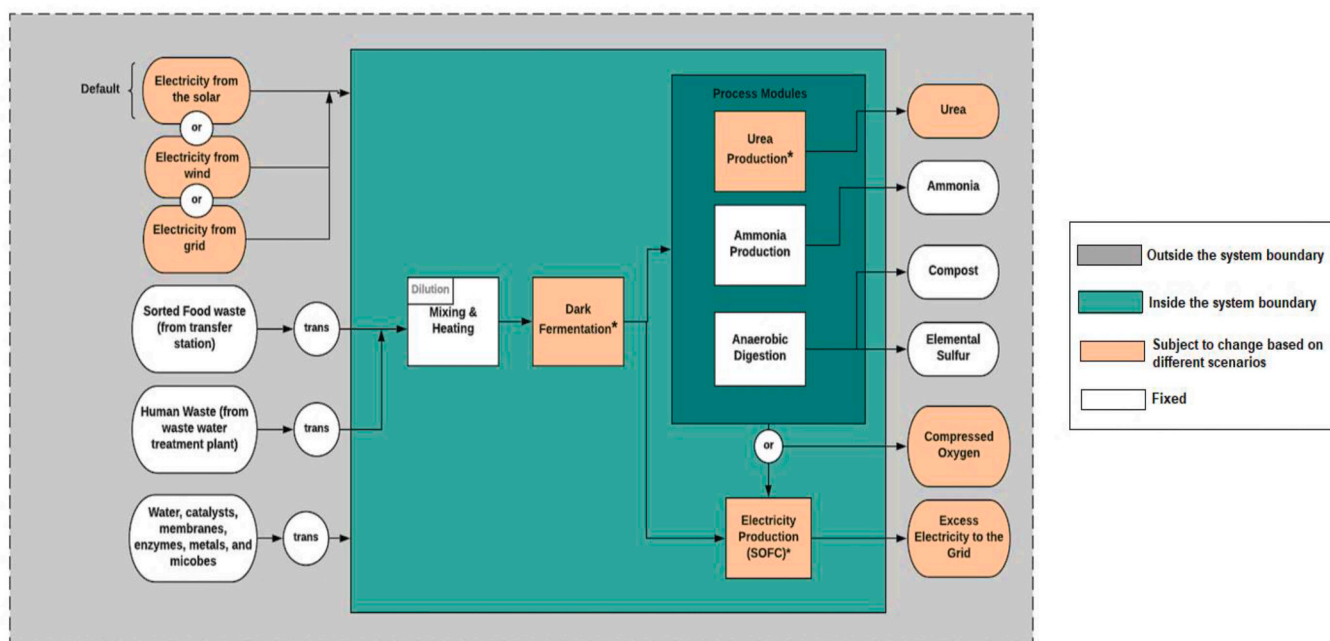 Default
Electricity from
the solar
or
Electricity from
wind
or
Electricity from
grid
Sorted Food waste
(from transfer
station)
trans
Human Waste (from
waste water
treatment plant)
trans
Water, catalysts,
membranes,
enzymes, metals, and
micobes
trans
Dilution
Mixing &
Heating
Dark
Fermentation*
Process Modules
Urea
Production*
Ammonia
Production
Anaerobic
Digestion
or
Electricity
Production
(SOFC)*
Urea
Ammonia
Compost
Elemental
Sulfur
Compressed
Oxygen
Excess
Electricity to the
Grid
Outside the system boundary
Inside the system boundary
Subject to change based on
different scenarios
Fixed